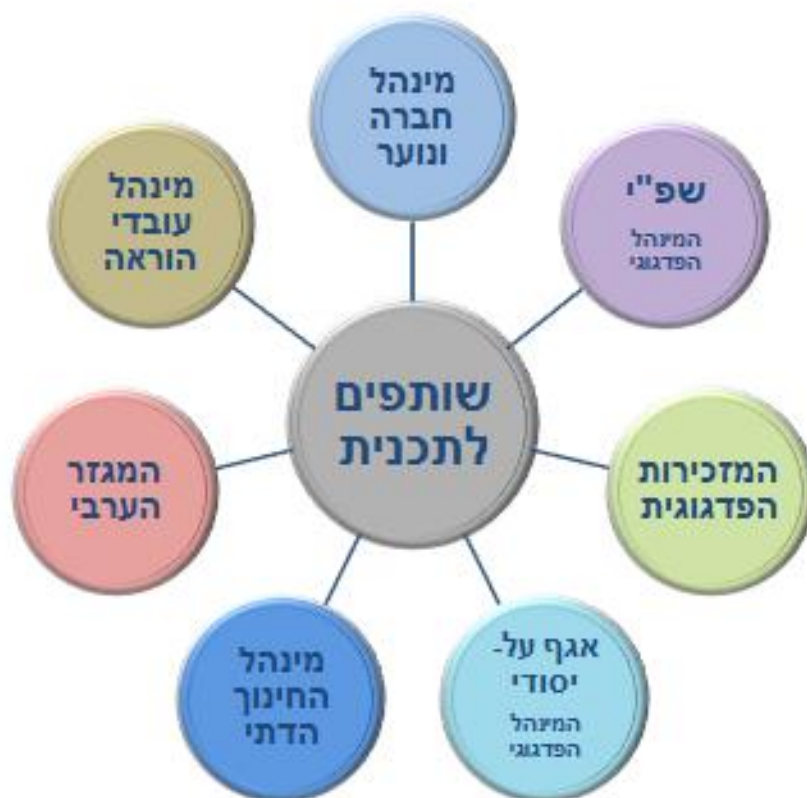 מינהל
חברה
ונוער
שפ"י
המינהל
הפדגוגי
המזכירות
הפדגוגית
אגף על-
יסודי
המינהל
הפדגוגי
מינהל
החינוך
הדתי
המגזר
הערבי
מינהל
עובדי
הוראה
שותפים
לתכנית